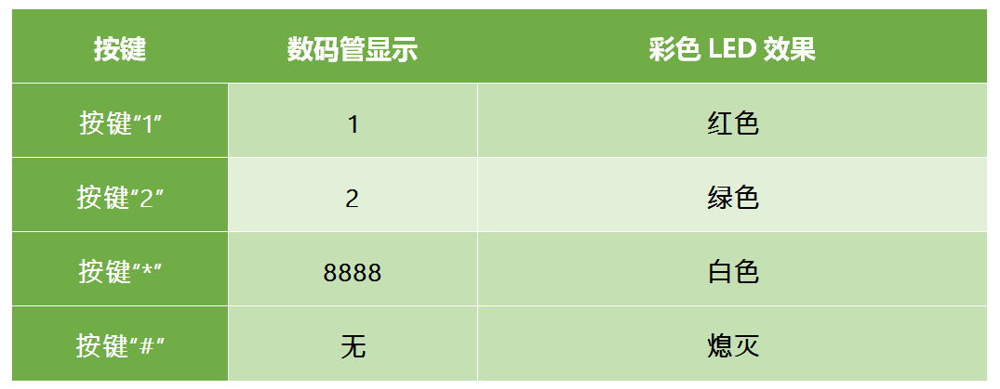 按键 数码管显示 彩色 LED 效果
按键“1” 1 红色
按键“2” 2 绿色
按键“*” 8888 白色
按键“#” 无 熄灭